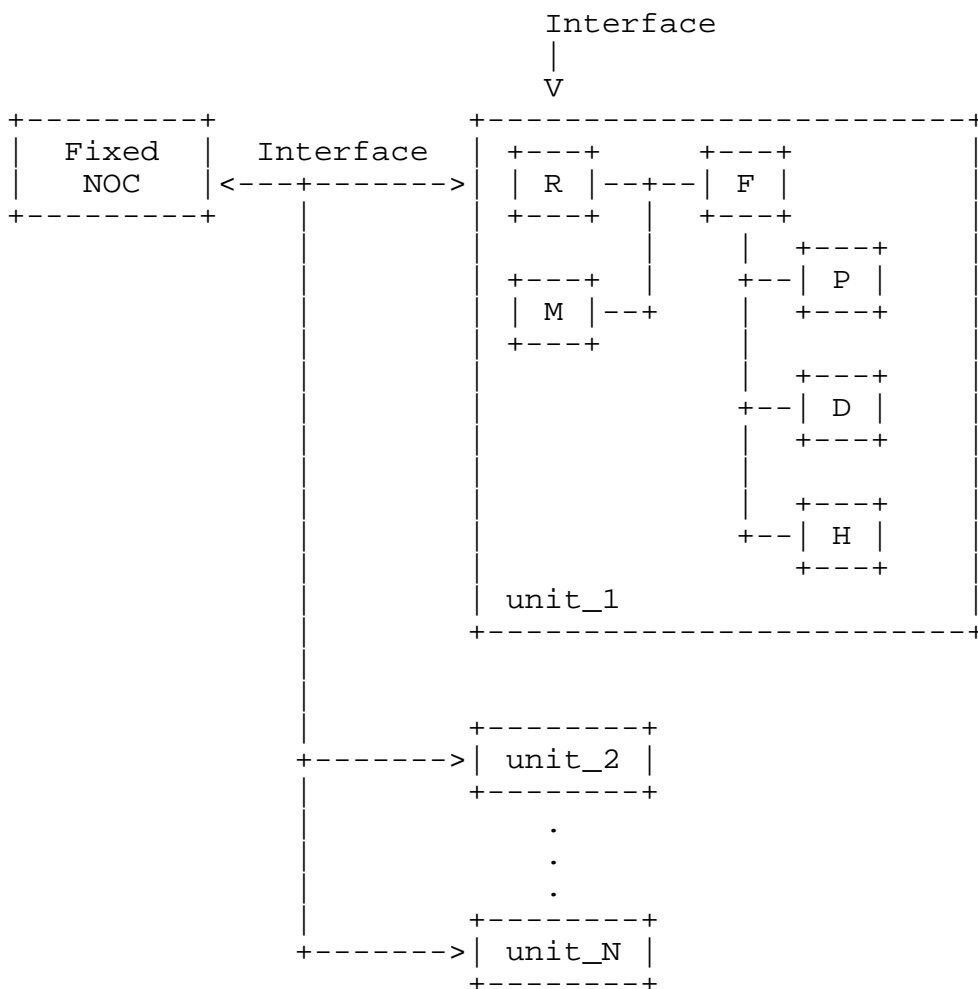 Interface
Fixed Interface
R F
NOC
P
M
D
H
unit_1
unit_2
.
.
.
unit_N